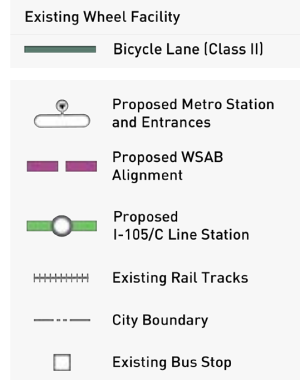 Existing Wheel Facility
Bicycle Lane (Class II)
Proposed Metro Station
and Entrances
Proposed WSAB
Alignment
Proposed
I-105/C Line Station
Existing Rail Tracks
City Boundary
Existing Bus Stop